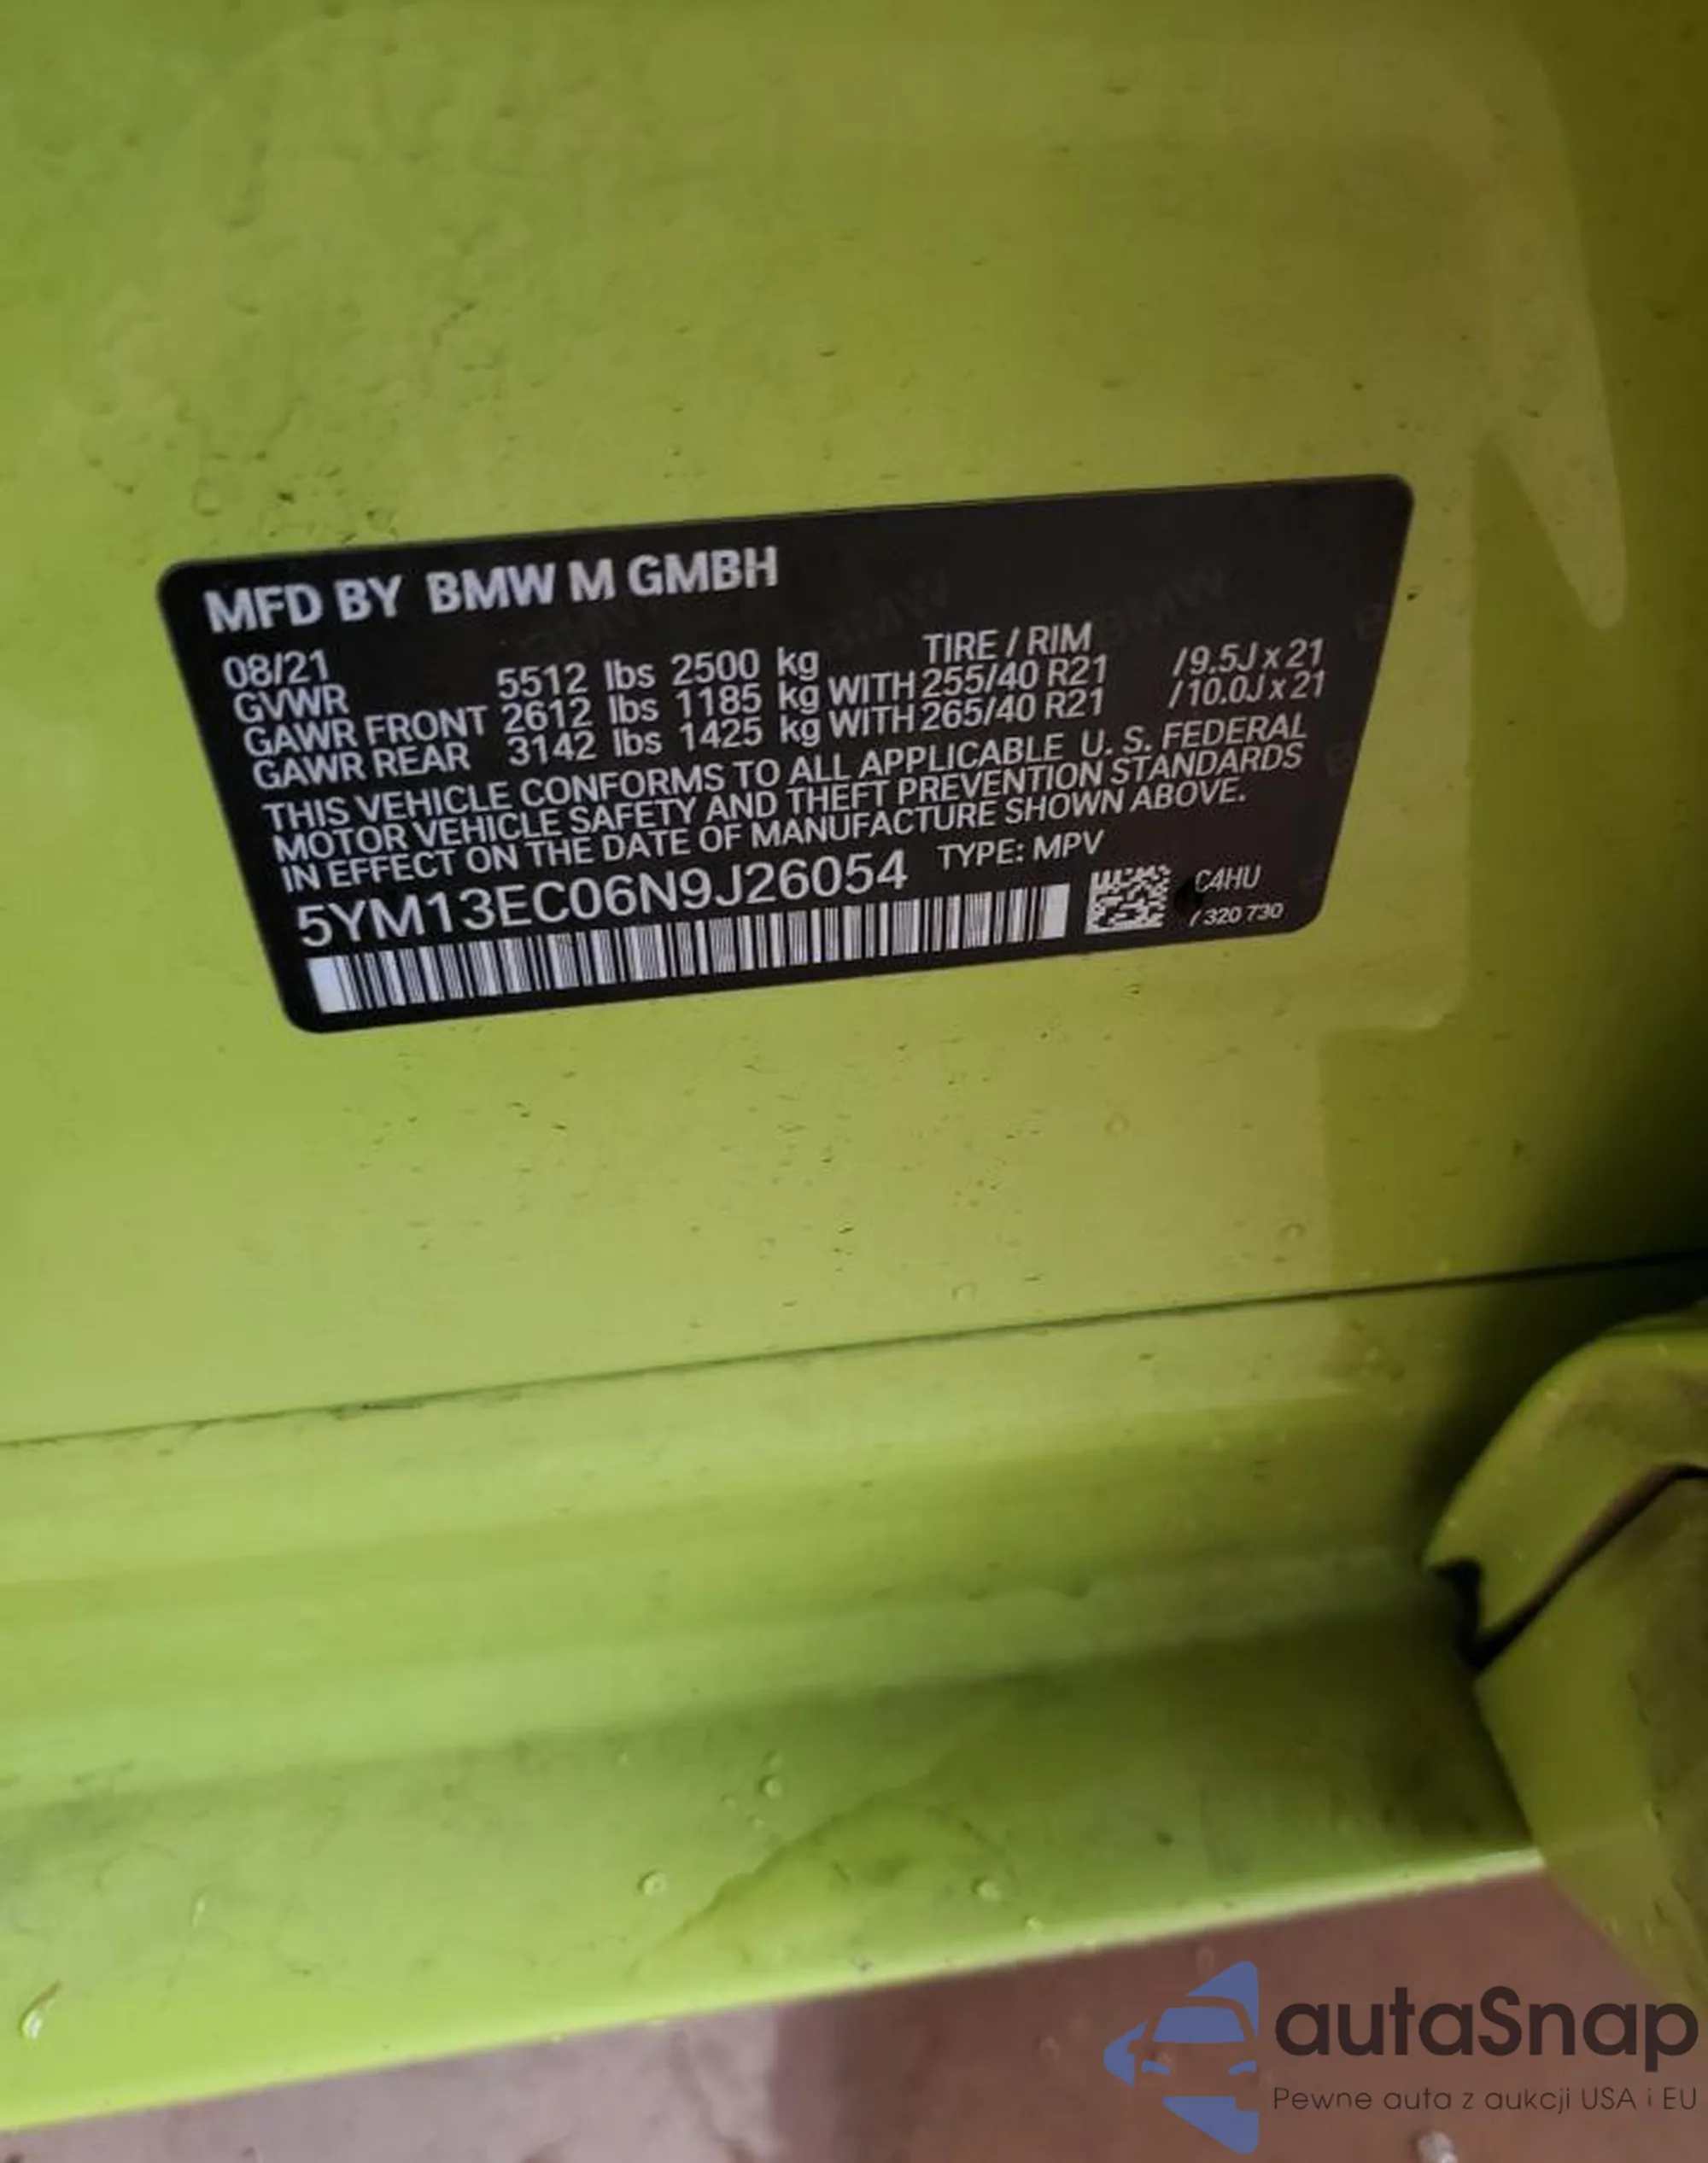 MFD BY BMW M GMBH
08/21 TIRE / RIM
GVWR 5512 lbs 2500 kg
GAWR FRONT 2612 lbs 1185 kg WITH 255/40 R21 /9.5J x 21
GAWR REAR 3142 lbs 1425 kg WITH 265/40 R21 /10.0J x 21
THIS VEHICLE CONFORMS TO ALL APPLICABLE U. S. FEDERAL
MOTOR VEHICLE SAFETY AND THEFT PREVENTION STANDARDS
IN EFFECT ON THE DATE OF MANUFACTURE SHOWN ABOVE.
5YM13EC06N9J26054 TYPE: MPV
C4HU
/ 320 730
autaSnap
Pewne auta z aukcji USA i EU